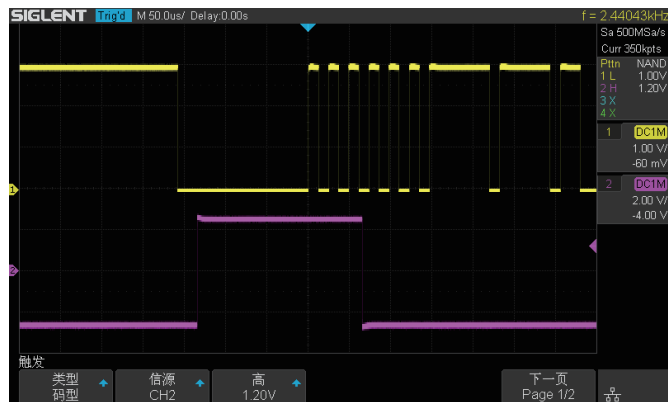 SIGLENT Trig'd M 50.0us/ Delay:0.00s f = 2.44043kHz
Sa 500MSa/s
Curr 350kpts
Pttn NAND
1 L 1.00V
2 H 1.20V
3 X
4 X
1 DC1M
1.00 V/
-60 mV
2 DC1M
2.00 V/
-4.00 V
1
2
触发
类型 信源 高 下一页
码型 CH2 1.20V Page 1/2